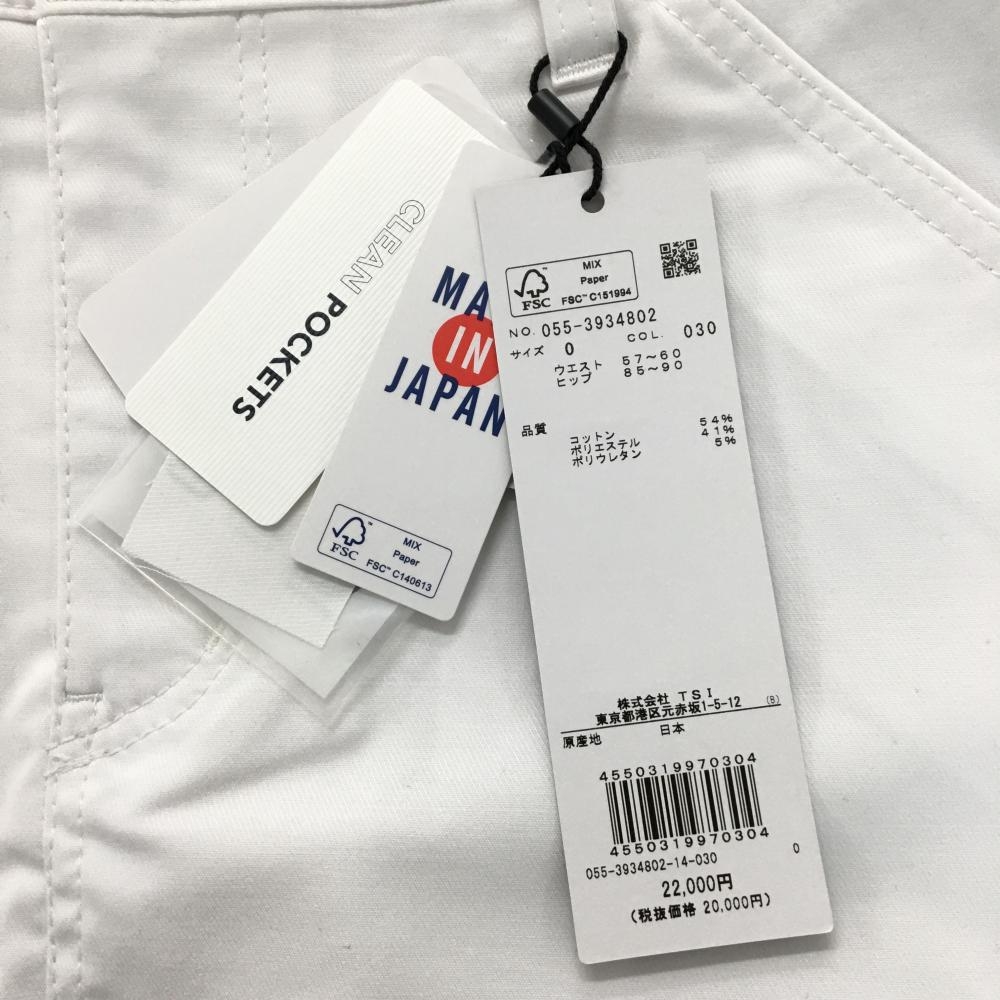 CLEAN POCKETS
MA
IN
JAPAN
FSC™
MIX
Paper
FSC™ C140613
FSC
MIX
Paper
FSC™ C151994
NO. 055-3934802
COL. 030
サイズ 0
ウエスト 57～60
ヒップ 85～90
品質
コットン 54%
ポリエステル 41%
ポリウレタン 5%
株式会社 TSI
東京都港区元赤坂1-5-12 (B)
原産地 日本
4550319970304
4550319970304
055-3934802-14-030 0
22,000円
(税抜価格 20,000円)